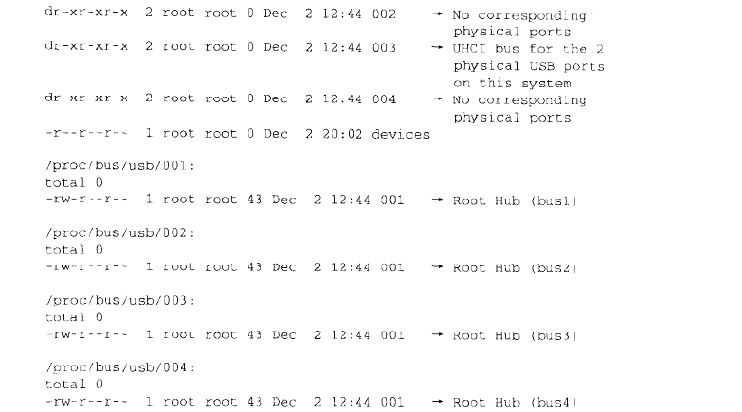 dr-xr-xr-x 2 root root 0 Dec 2 12:44 002 → No corresponding
physical ports
dr-xr-xr-x 2 root root 0 Dec 2 12:44 003 → UHCI bus for the 2
physical USB ports
on this system
dr-xr-xr-x 2 root root 0 Dec 2 12:44 004 → No corresponding
physical ports
-r--r--r-- 1 root root 0 Dec 2 20:02 devices
/proc/bus/usb/001:
total 0
-rw-r--r-- 1 root root 43 Dec 2 12:44 001 → Root Hub (bus1)
/proc/bus/usb/002:
total 0
-rw-r--r-- 1 root root 43 Dec 2 12:44 001 → Root Hub (bus2)
/proc/bus/usb/003:
total 0
-rw-r--r-- 1 root root 43 Dec 2 12:44 001 → Root Hub (bus3)
/proc/bus/usb/004:
total 0
-rw-r--r-- 1 root root 43 Dec 2 12:44 001 → Root Hub (bus4)